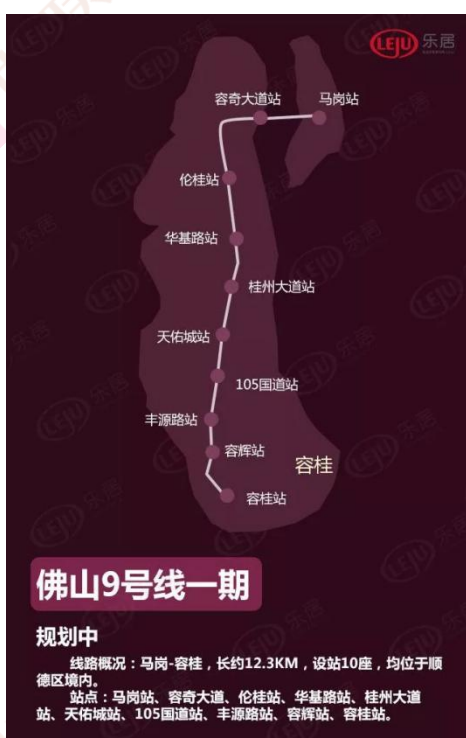 LEJU 乐居
容奇大道站
马岗站
伦桂站
华基路站
桂州大道站
天佑城站
105国道站
丰源路站
容辉站
容桂
容桂站
佛山9号线一期
规划中
线路概况：马岗-容桂，长约12.3KM，设站10座，均位于顺
德区境内。
站点：马岗站、容奇大道、伦桂站、华基路站、桂州大道
站、天佑城站、105国道站、丰源路站、容辉站、容桂站。